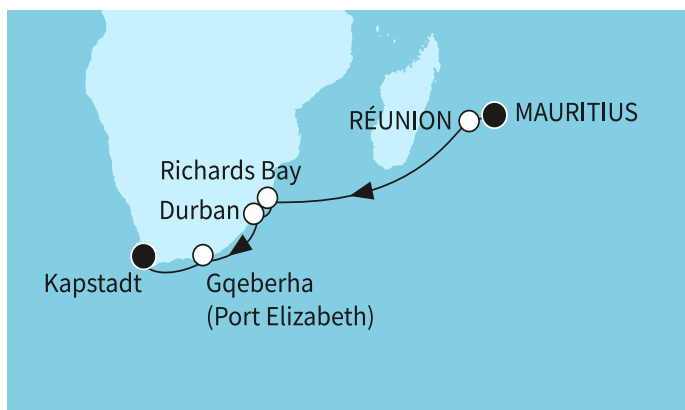 RÉUNION
MAURITIUS
Richards Bay
Durban
Kapstadt
Gqeberha
(Port Elizabeth)